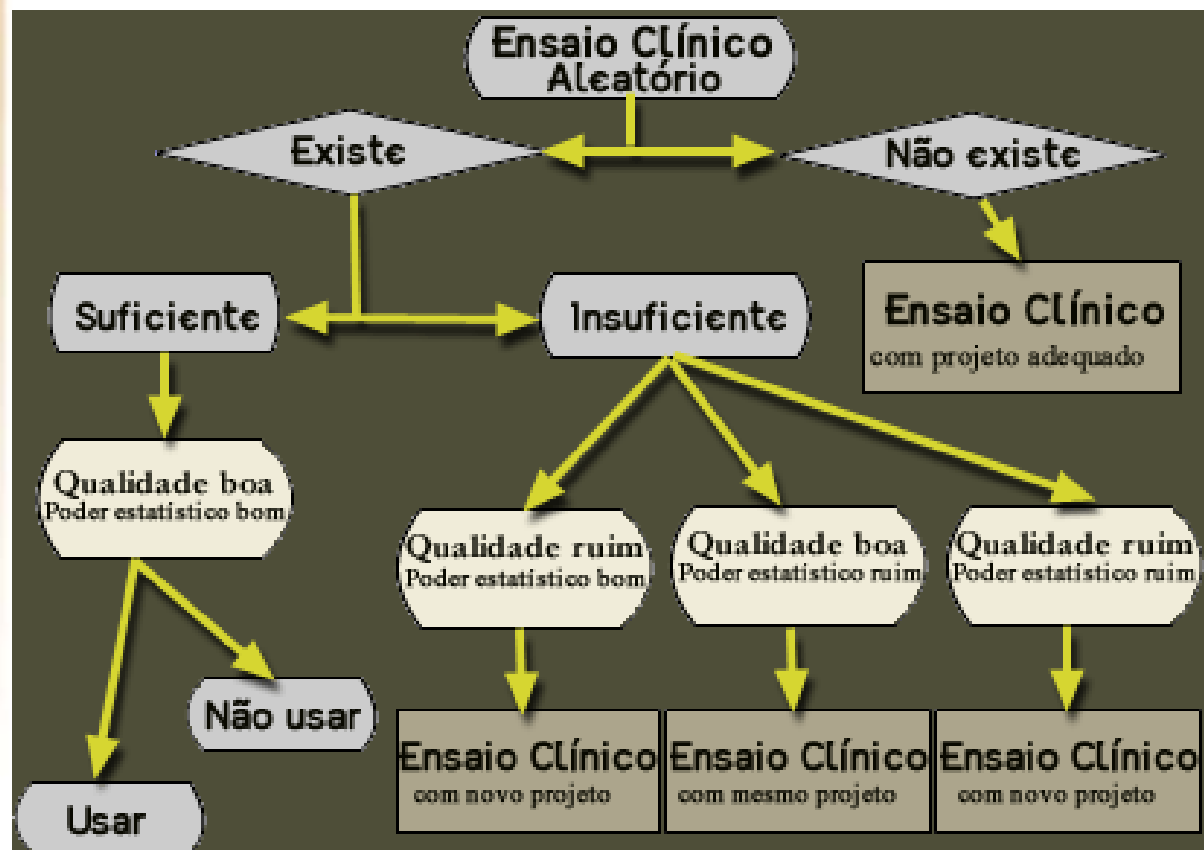 Ensaio Clínico
Aleatório
Existe
Não existe
Suficiente
Insuficiente
Ensaio Clínico
com projeto adequado
Qualidade boa
Poder estatístico bom
Qualidade ruim
Poder estatístico bom
Qualidade boa
Poder estatístico ruim
Qualidade ruim
Poder estatístico ruim
Não usar
Usar
Ensaio Clínico
com novo projeto
Ensaio Clínico
com mesmo projeto
Ensaio Clínico
com novo projeto